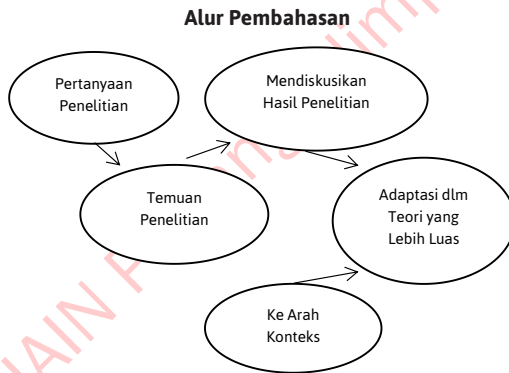 Alur Pembahasan
Pertanyaan
Penelitian
Mendiskusikan
Hasil Penelitian
Temuan
Penelitian
Adaptasi dlm
Teori yang
Lebih Luas
Ke Arah
Konteks